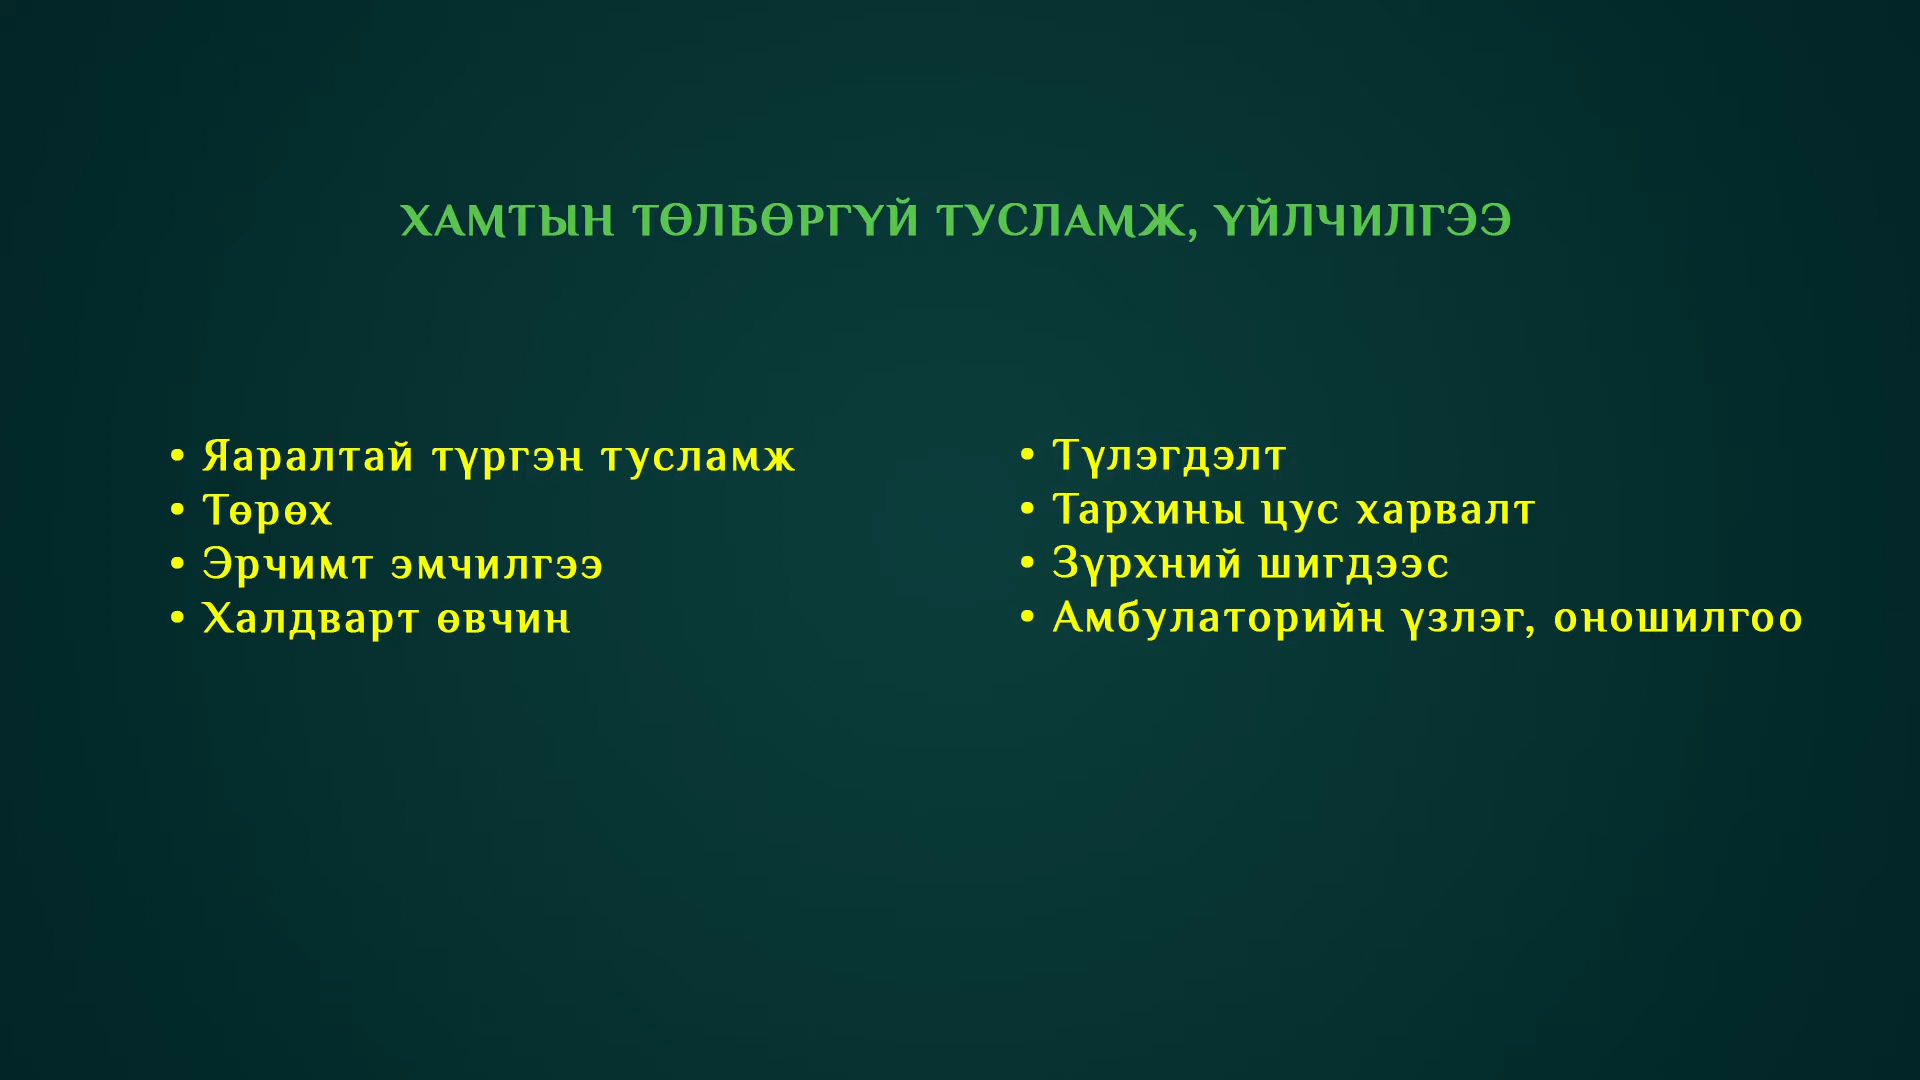 ХАМТЫН ТӨЛБӨРГҮЙ ТУСЛАМЖ, ҮЙЛЧИЛГЭЭ
• Яаралтай түргэн тусламж
• Төрөх
• Эрчимт эмчилгээ
• Халдварт өвчин
• Түлэгдэлт
• Тархины цус харвалт
• Зүрхний шигдээс
• Амбулаторийн үзлэг, оношилгоо